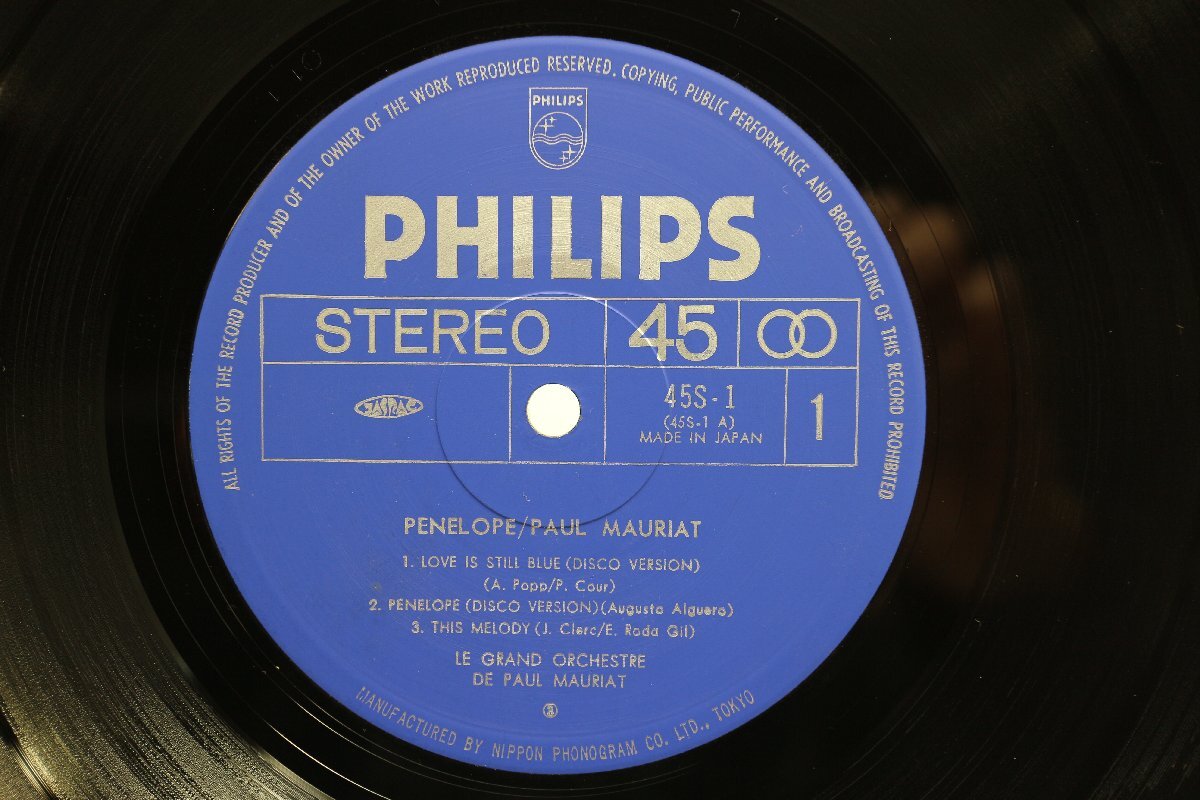 ALL RIGHTS OF THE RECORD PRODUCER AND OF THE OWNER OF THE WORK REPRODUCED RESERVED. COPYING, PUBLIC PERFORMANCE AND BROADCASTING OF THIS RECORD PROHIBITED
PHILIPS
PHILIPS
STEREO 45
JASRAC 45S-1 1
(45S-1 A)
MADE IN JAPAN
PENELOPE/PAUL MAURIAT
1. LOVE IS STILL BLUE (DISCO VERSION)
(A. Popp/P. Cour)
2. PENELOPE (DISCO VERSION) (Augusto Alguero)
3. THIS MELODY (J. Clerc/E. Roda Gil)
LE GRAND ORCHESTRE
DE PAUL MAURIAT
MANUFACTURED BY NIPPON PHONOGRAM CO. LTD., TOKYO